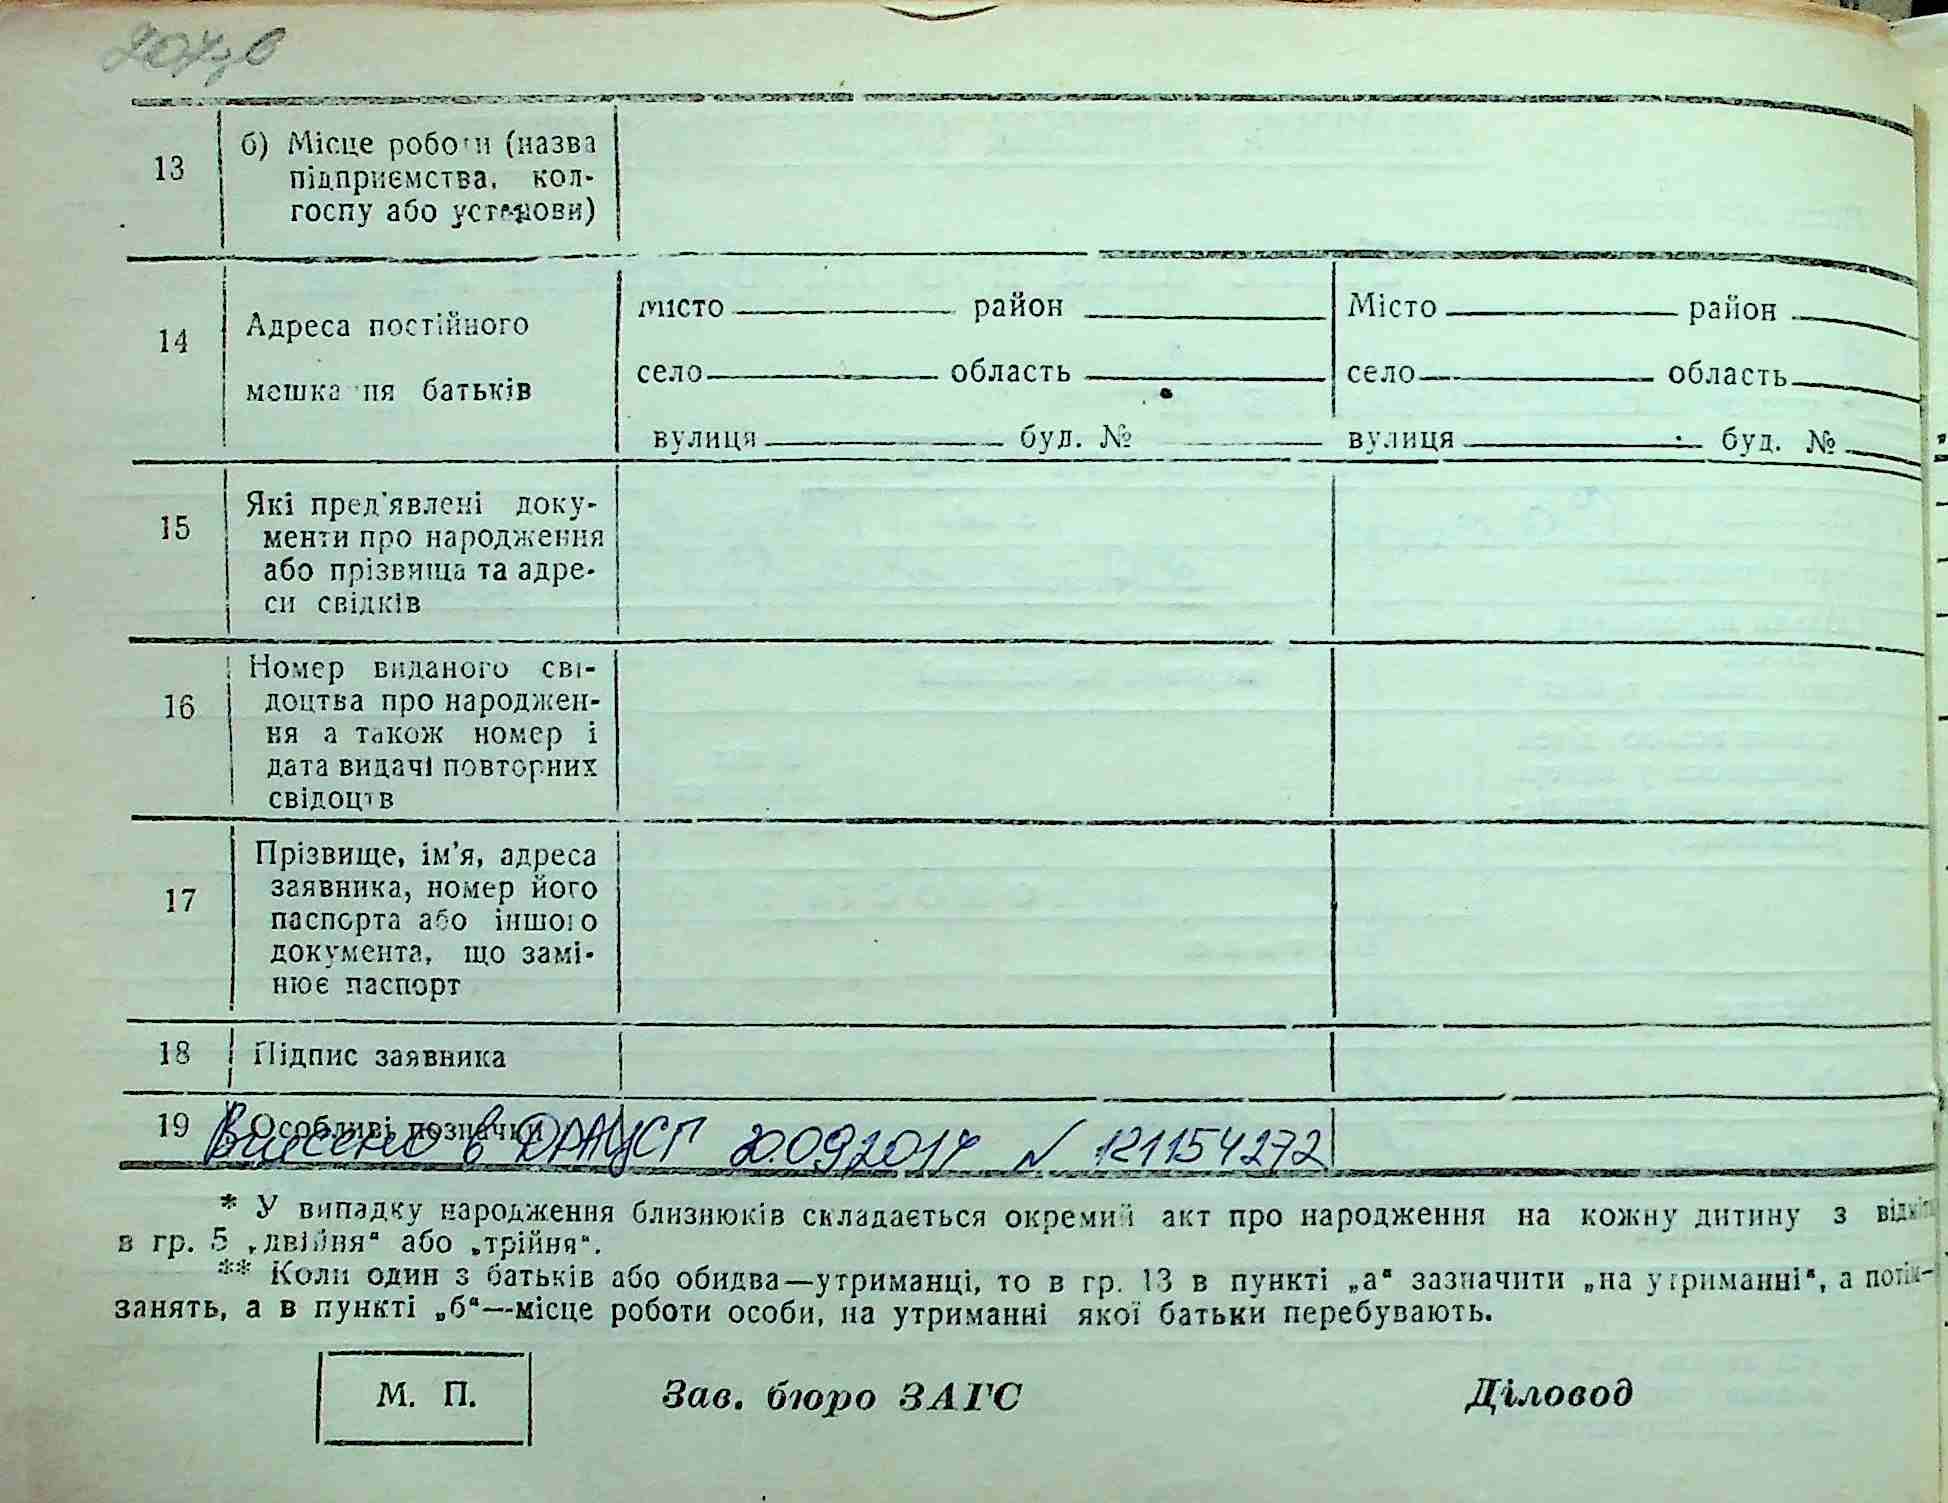 207зв
13 б) Місце роботи (назва
підприємства, кол-
госпу або установи)
14 Адреса постійного
мешкання батьків
місто район Місто район
село область село область
вулиця буд. № вулиця буд. №
15 Які пред'явлені доку-
менти про народження
або прізвища та адре-
си свідків
16 Номер виданого сві-
доцтва про народжен-
ня а також номер і
дата видачі повторних
свідоцтв
17 Прізвище, ім'я, адреса
заявника, номер його
паспорта або іншого
документа, що замі-
нює паспорт
18 Підпис заявника
19 Особливі позначки
Внесено в ДРАЦСГ 20.09.2017 N 121154272
* У випадку народження близнюків складається окремий акт про народження на кожну дитину з
в гр. 5 „двійня“ або „трійня“.
** Коли один з батьків або обидва—утриманці, то в гр. 13 в пункті „а“ зазначити „на утриманні“, а потім—
занять, а в пункті „б“—місце роботи особи, на утриманні якої батьки перебувають.
М. П. Зав. бюро ЗАГС Діловод